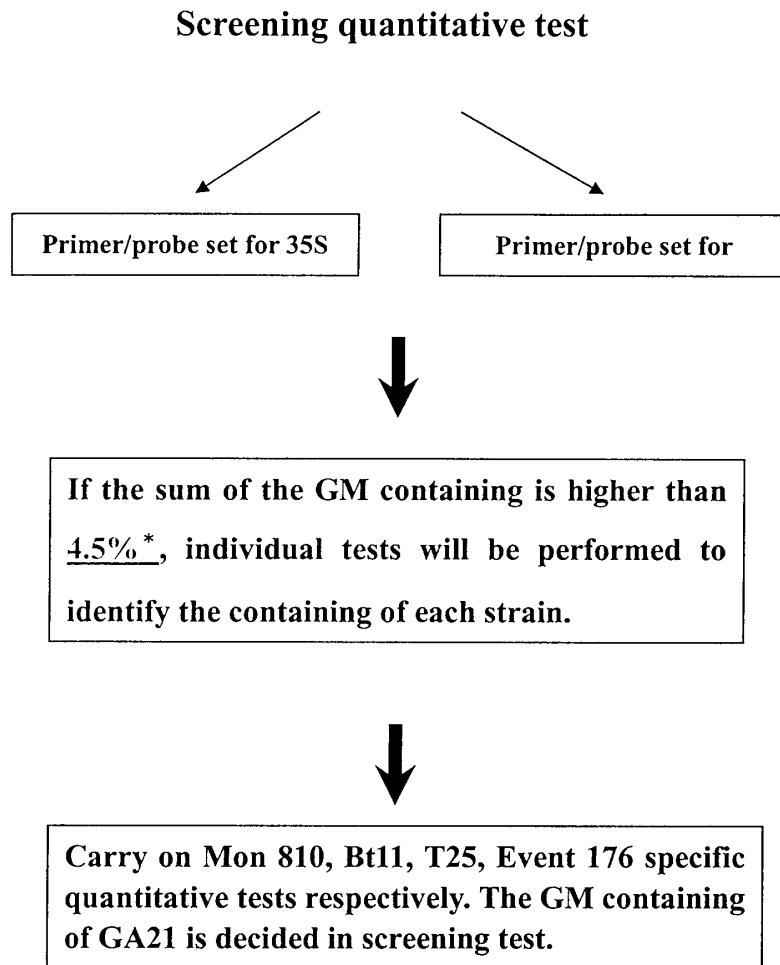 Screening quantitative test
Primer/probe set for 35S
Primer/probe set for
If the sum of the GM containing is higher than
4.5%*, individual tests will be performed to
identify the containing of each strain.
Carry on Mon 810, Bt11, T25, Event 176 specific
quantitative tests respectively. The GM containing
of GA21 is decided in screening test.